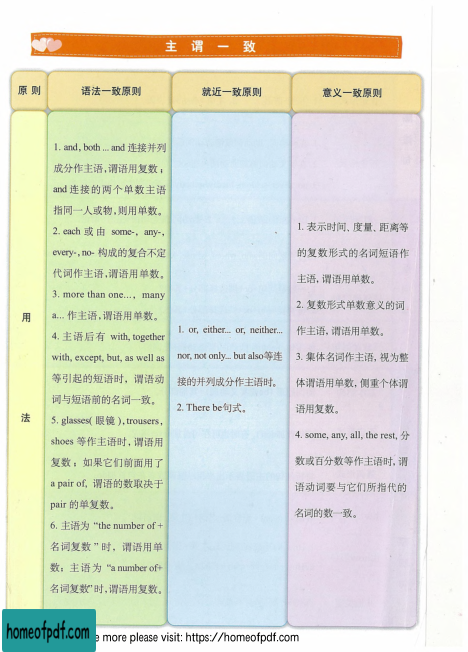 主 谓 一 致
原 则
语法一致原则
就近一致原则
意义一致原则
用
法
1. and, both ... and 连接并列
成分作主语,谓语用复数;
and 连接的两个单数主语
指同一人或物,则用单数。
2. each 或 由 some-, any-,
every-, no- 构成的复合不定
代词作主语,谓语用单数。
3. more than one..., many
a... 作主语,谓语用单数。
4. 主语后有 with, together
with, except, but, as well as
等引起的短语时, 谓语动
词与短语前的名词一致。
5. glasses( 眼镜 ), trousers,
shoes 等作主语时, 谓语用
复数; 如果它们前面用了
a pair of, 谓语的数取决于
pair 的单复数。
6. 主语为 “the number of +
名词复数 ” 时, 谓语用单
数; 主语为 “a number of+
名词复数”时, 谓语用复数。
1. or, either... or, neither...
nor, not only... but also等连
接的并列成分作主语时。
2. There be句式。
1. 表示时间、度量、距离等
的复数形式的名词短语作
主语, 谓语用单数。
2. 复数形式单数意义的词
作主语, 谓语用单数。
3. 集体名词作主语, 视为整
体谓语用单数, 侧重个体谓
语用复数。
4. some, any, all, the rest, 分
数或百分数等作主语时, 谓
语动词要与它们所指代的
名词的数一致。
homeofpdf.com
e more please visit: https://homeofpdf.com